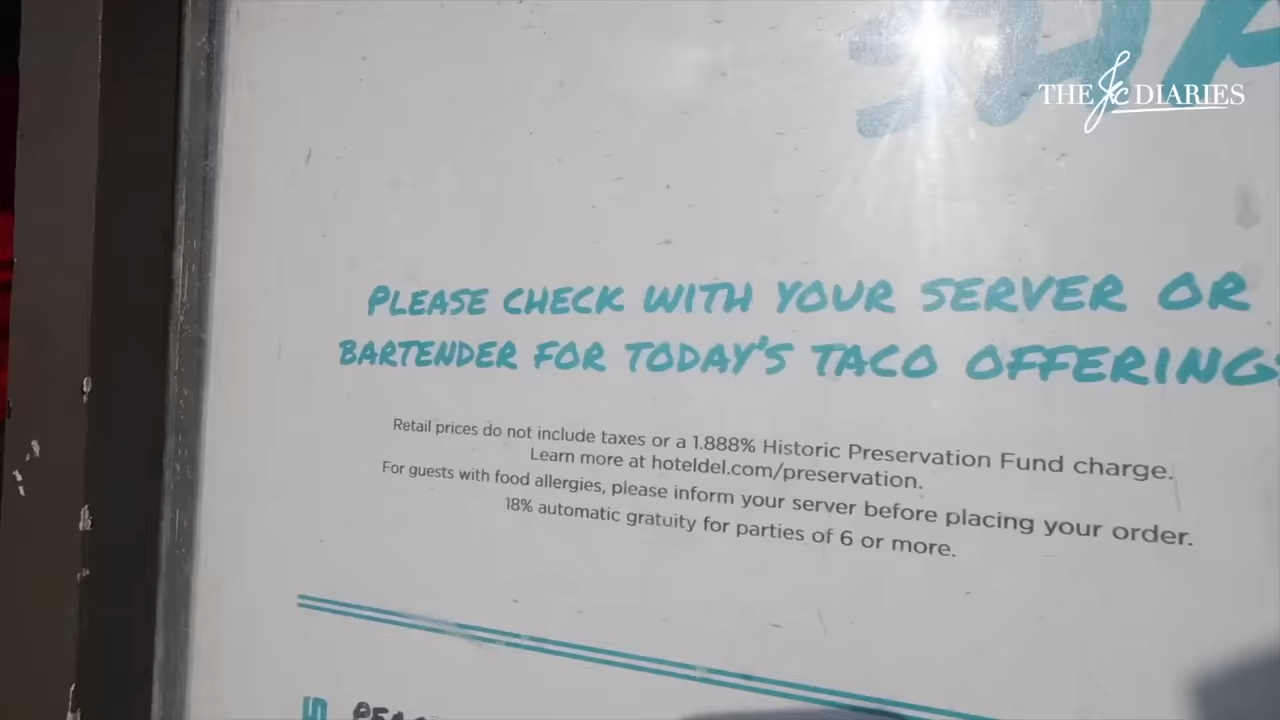 THE Jc DIARIES
PLEASE CHECK WITH YOUR SERVER OR
BARTENDER FOR TODAY'S TACO OFFERINGS
Retail prices do not include taxes or a 1.888% Historic Preservation Fund charge.
Learn more at hoteldel.com/preservation.
For guests with food allergies, please inform your server before placing your order.
18% automatic gratuity for parties of 6 or more.